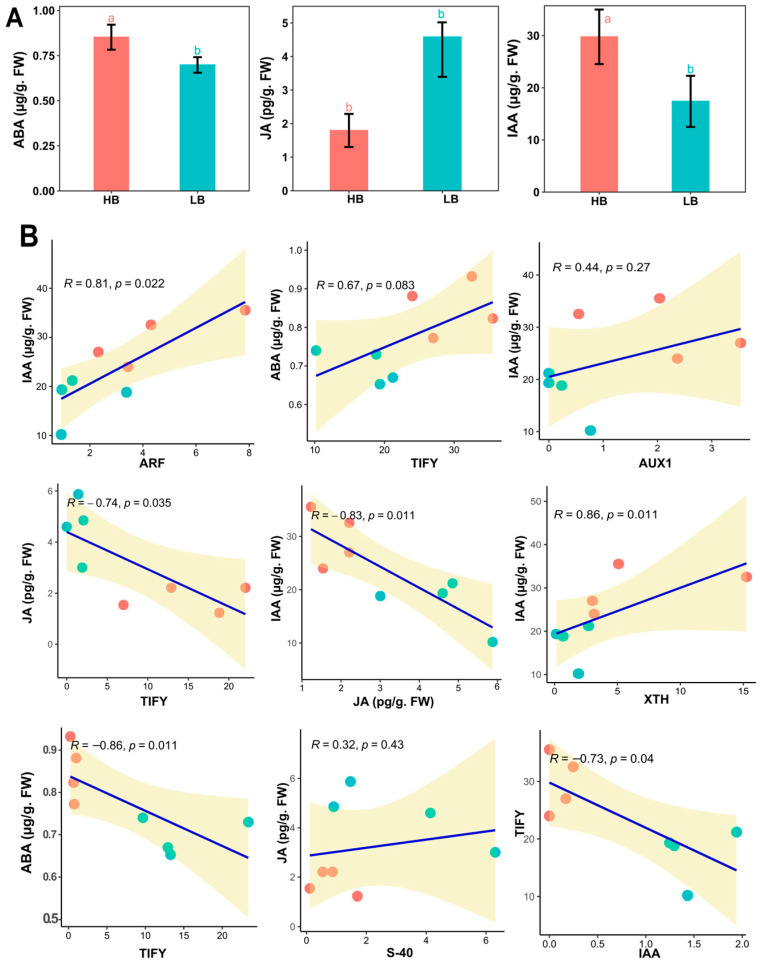 A
ABA (µg/g. FW)
1.00
0.75
0.50
0.25
0.00
a
b
HB
LB
JA (pg/g. FW)
5
4
3
2
1
0
b
b
HB
LB
IAA (µg/g. FW)
30
20
10
0
a
b
HB
LB
B
R = 0.81, p = 0.022
IAA (µg/g. FW)
40
30
20
10
2
4
6
8
ARF
R = 0.67, p = 0.083
ABA (µg/g. FW)
1.0
0.9
0.8
0.7
0.6
10
20
30
TIFY
R = 0.44, p = 0.27
IAA (µg/g. FW)
40
30
20
10
0
1
2
3
AUX1
R = −0.74, p = 0.035
JA (pg/g. FW)
6
4
2
0
0
5
10
15
20
TIFY
R = −0.83, p = 0.011
IAA (µg/g. FW)
30
20
10
1
2
3
4
5
6
JA (pg/g. FW)
R = 0.86, p = 0.011
IAA (µg/g. FW)
50
40
30
20
10
0
5
10
15
XTH
R = −0.86, p = 0.011
ABA (µg/g. FW)
0.9
0.8
0.7
0.6
0.5
0
10
20
TIFY
R = 0.32, p = 0.43
JA (pg/g. FW)
6
4
2
0
0
2
4
6
S-40
R = −0.73, p = 0.04
TIFY
30
20
10
0.0
0.5
1.0
1.5
2.0
IAA